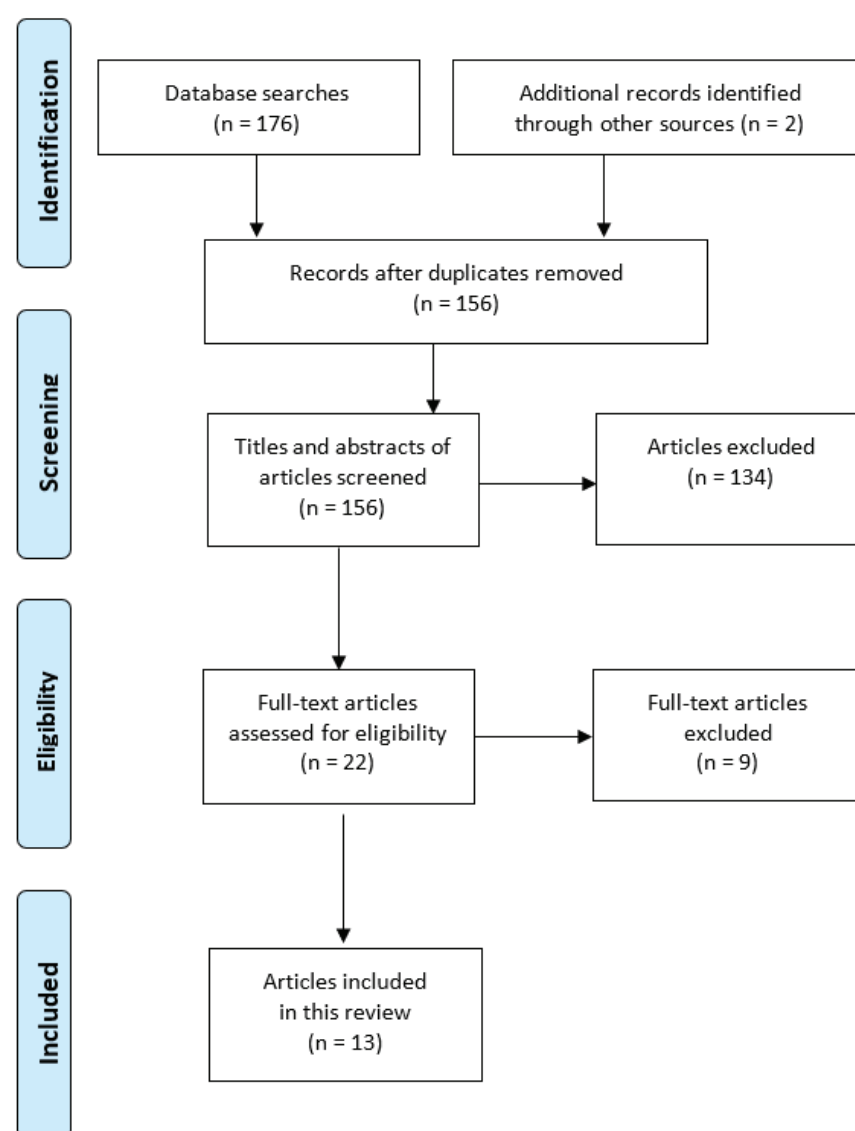 Identification
Database searches
(n = 176)
Additional records identified
through other sources (n = 2)
Records after duplicates removed
(n = 156)
Screening
Titles and abstracts of
articles screened
(n = 156)
Articles excluded
(n = 134)
Eligibility
Full-text articles
assessed for eligibility
(n = 22)
Full-text articles
excluded
(n = 9)
Included
Articles included
in this review
(n = 13)